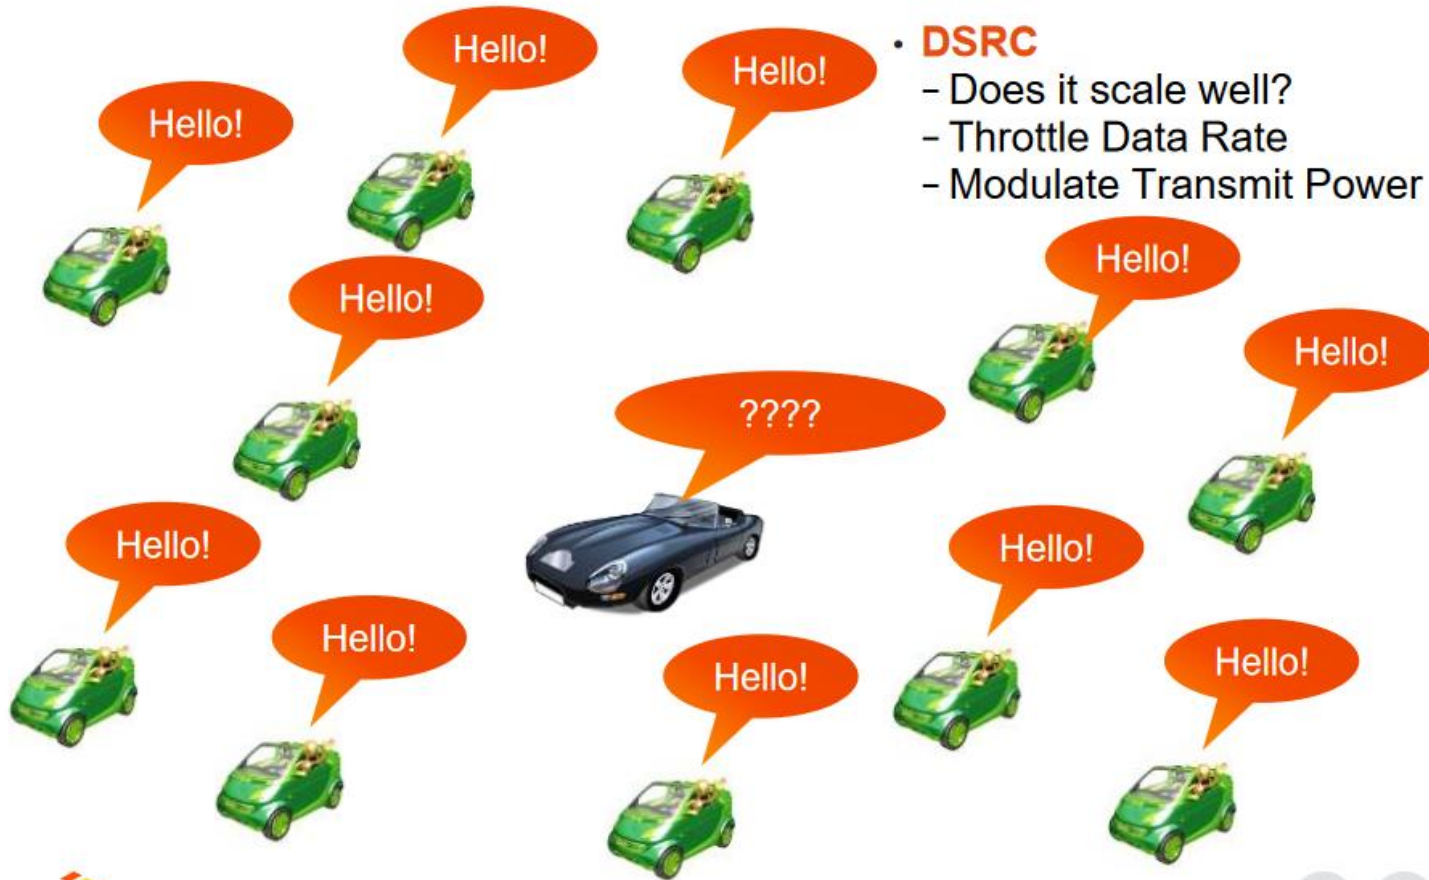 Hello!
Hello!
Hello!
• DSRC
– Does it scale well?
– Throttle Data Rate
– Modulate Transmit Power
Hello!
Hello!
Hello!
????
Hello!
Hello!
Hello!
Hello!
Hello!